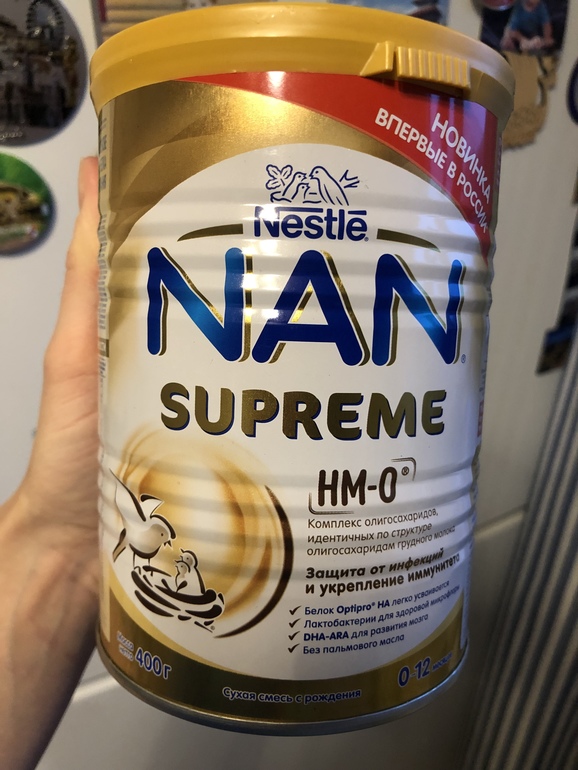 НОВИНКА
ВПЕРВЫЕ В РОССИИ
Nestlé®
NAN®
SUPREME
HM-O®
Комплекс олигосахаридов,
идентичных по структуре
олигосахаридам грудного молока
Защита от инфекций
и укрепление иммунитета
✓ Белок Optipro® HA легко усваивается
✓ Лактобактерии для здоровой микрофлоры
✓ DHA-ARA для развития мозга
✓ Без пальмового масла
400г
0-12 месяцев
Сухая смесь с рождения